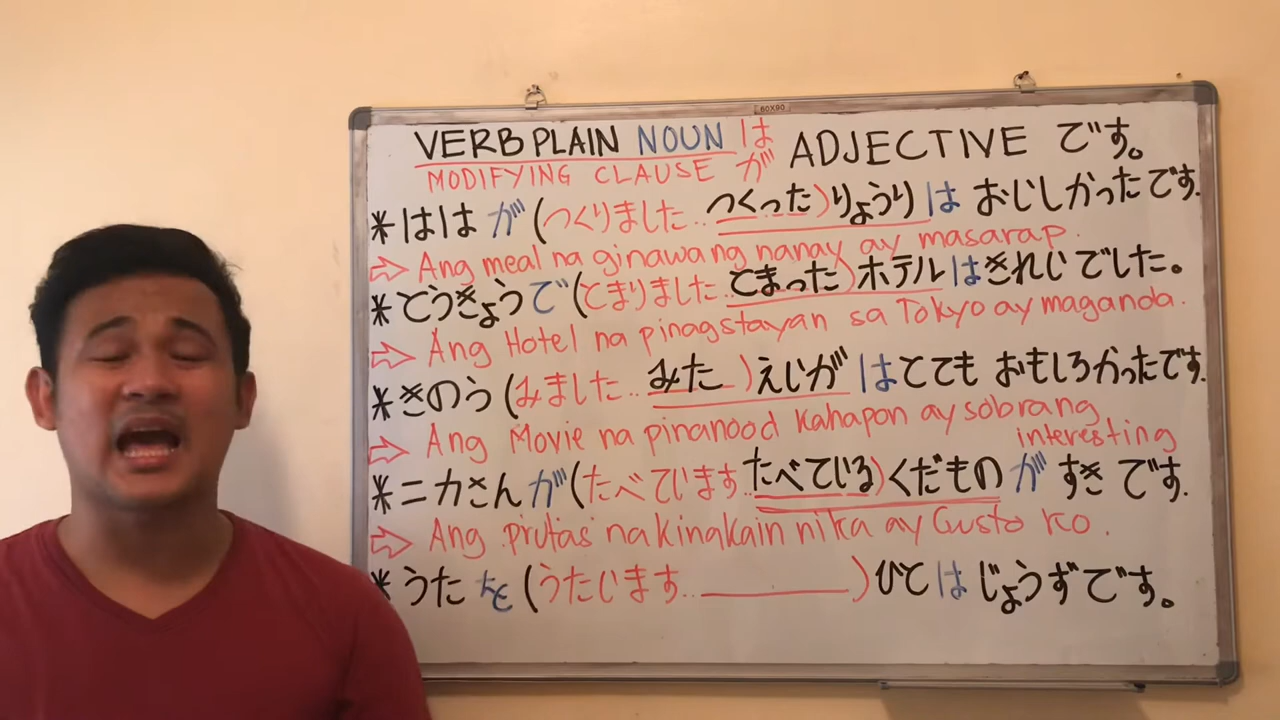 60X90
VERB PLAIN NOUN は ADJECTIVE です。
MODIFYING CLAUSE が
*ははが(つくりました..つくった)りょうりは おいしかったです.
⇨ Ang meal na ginawa ng nanay ay masarap.
*とうきょうで(とまりました..とまった)ホテルはきれいでした。
⇨ Ang Hotel na pinagstayan sa Tokyo ay maganda.
*きのう(みました..みた)えいがはとても おもしろかったです.
⇨ Ang Movie na pinanood kahapon ay sobrang
interesting
*ニカさんが(たべています..たべている)くだものが すきです.
⇨ Ang prutas na kinakain ni ka ay Gusto ko.
*うたを(うたいます..______)ひとはじょうずです。